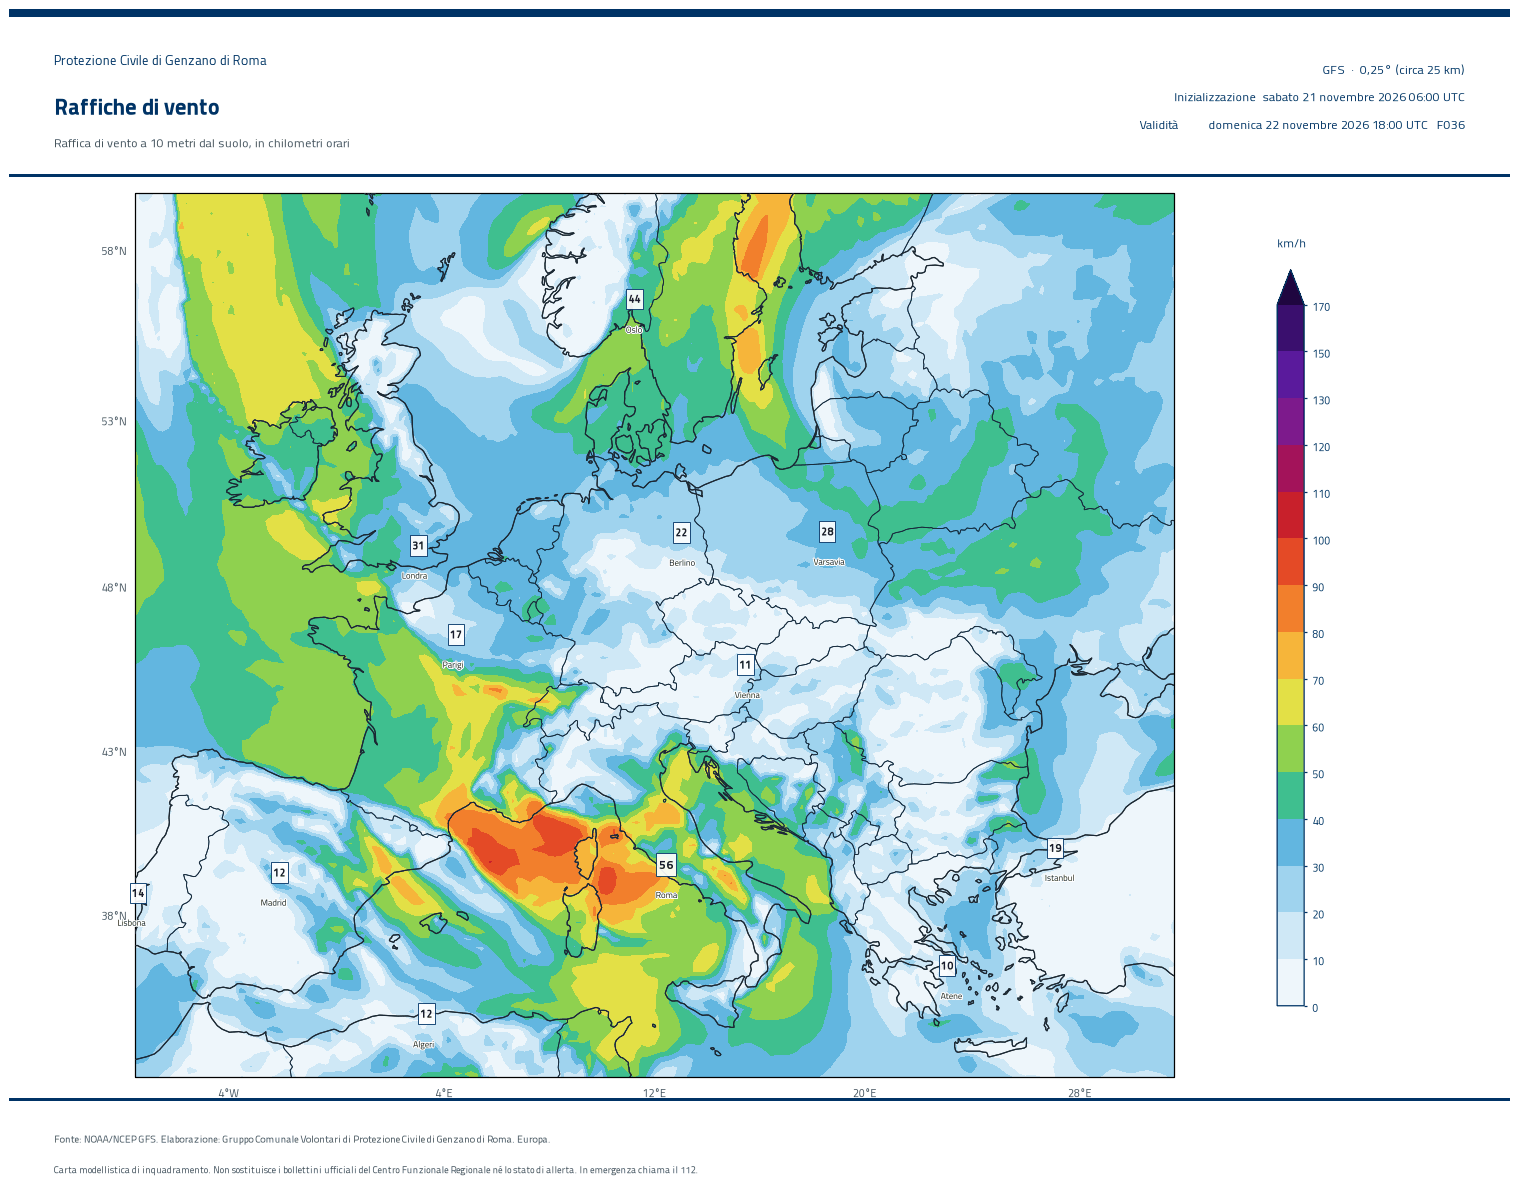 Protezione Civile di Genzano di Roma
Raffiche di vento
Raffica di vento a 10 metri dal suolo, in chilometri orari
GFS · 0,25° (circa 25 km)
Inizializzazione sabato 21 novembre 2026 06:00 UTC
Validità domenica 22 novembre 2026 18:00 UTC F036
km/h
170
150
130
120
110
100
90
80
70
60
50
40
30
20
10
0
58°N
53°N
48°N
43°N
38°N
4°W
4°E
12°E
20°E
28°E
44
Oslo
31
Londra
22
Berlino
28
Varsavia
17
Parigi
11
Vienna
12
Madrid
14
Lisbona
56
Roma
19
Istanbul
10
Atene
12
Algeri
Fonte: NOAA/NCEP GFS. Elaborazione: Gruppo Comunale Volontari di Protezione Civile di Genzano di Roma. Europa.
Carta modellistica di inquadramento. Non sostituisce i bollettini ufficiali del Centro Funzionale Regionale né lo stato di allerta. In emergenza chiama il 112.